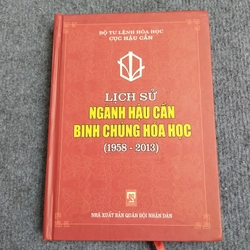 BỘ TƯ LỆNH HÓA HỌC
CỤC HẬU CẦN
LỊCH SỬ
NGÀNH HẬU CẦN
BINH CHỦNG HÓA HỌC
(1958 - 2013)
NHÀ XUẤT BẢN QUÂN ĐỘI NHÂN DÂN